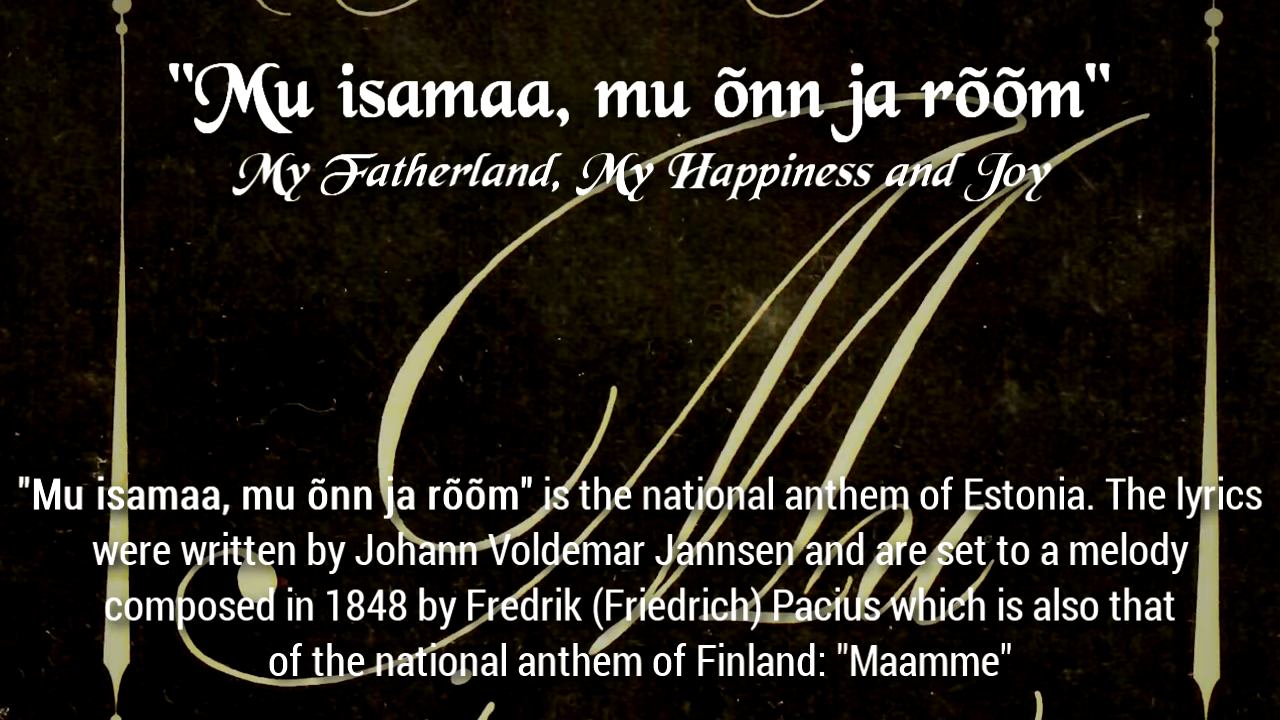 "Mu isamaa, mu õnn ja rõõm"
My Fatherland, My Happiness and Joy
"Mu isamaa, mu õnn ja rõõm" is the national anthem of Estonia. The lyrics
were written by Johann Voldemar Jannsen and are set to a melody
composed in 1848 by Fredrik (Friedrich) Pacius which is also that
of the national anthem of Finland: "Maamme"